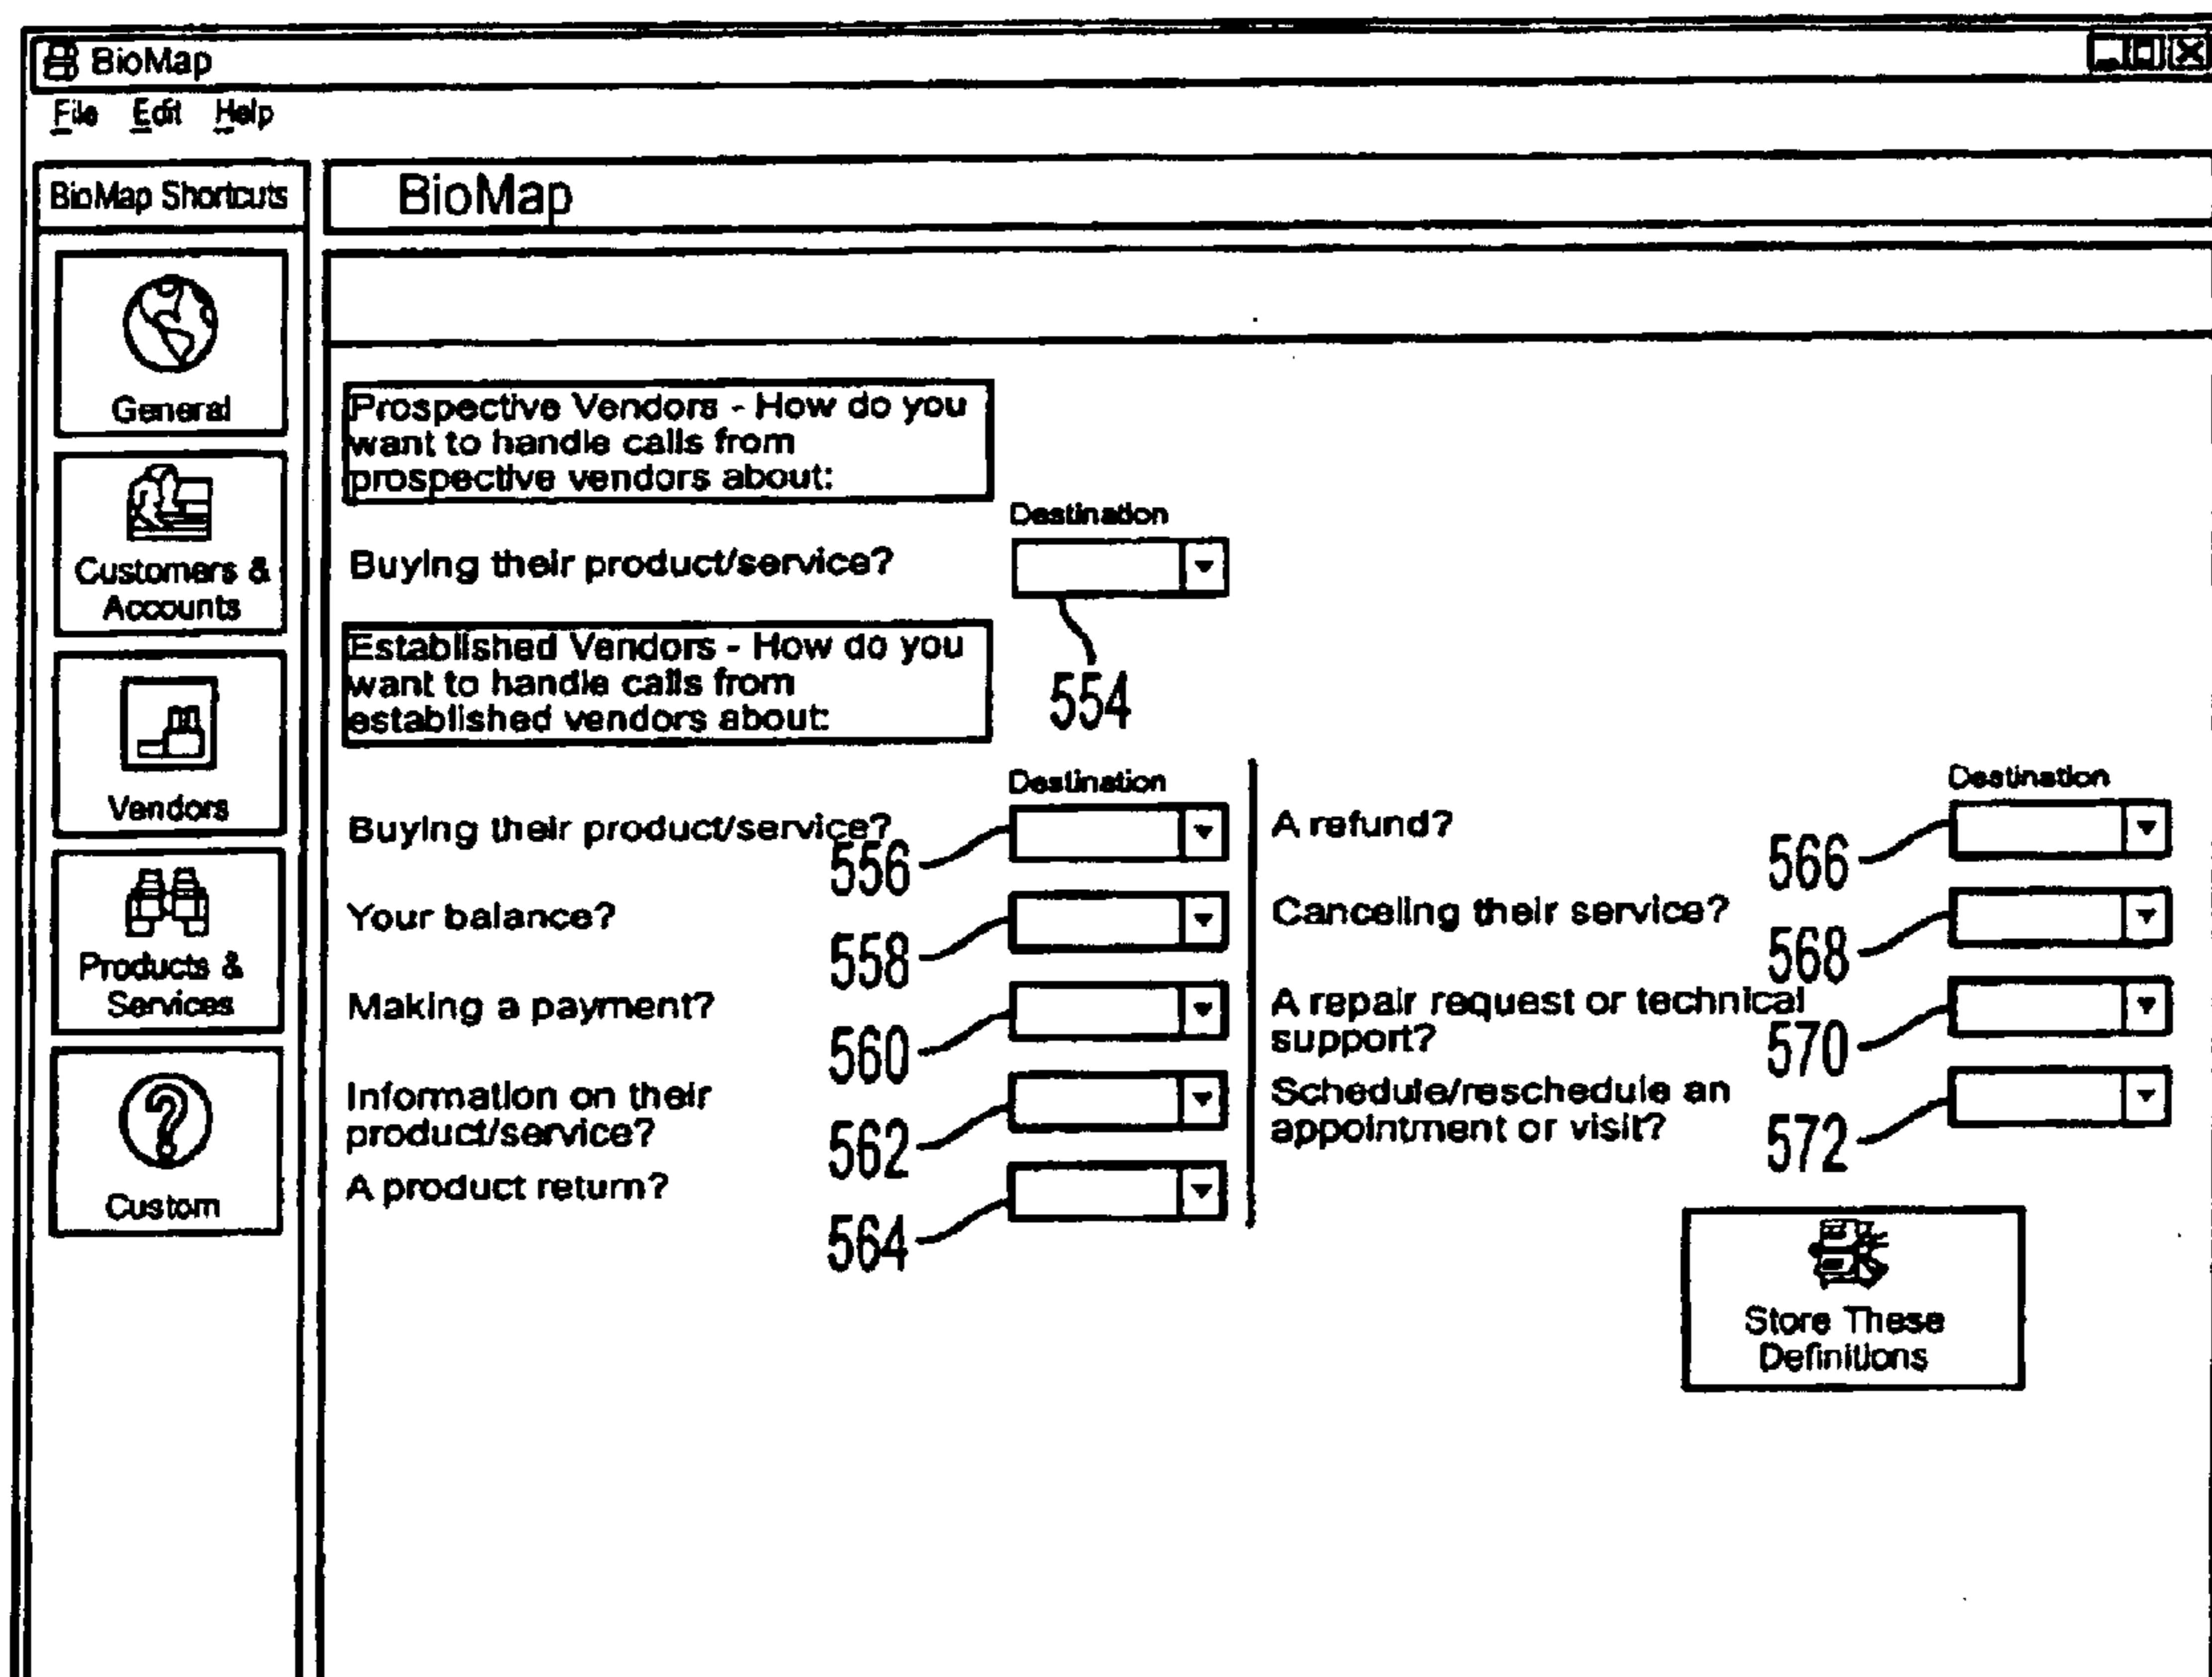 BioMap
File Edit Help
BioMap Shortcuts
BioMap
General
Customers &
Accounts
Vendors
Products &
Services
Custom
Prospective Vendors - How do you
want to handle calls from
prospective vendors about:
Destination
Buying their product/service?
554
Established Vendors - How do you
want to handle calls from
established vendors about:
Destination
Buying their product/service?
556
Your balance?
558
Making a payment?
560
Information on their
product/service?
562
A product return?
564
Destination
A refund?
566
Canceling their service?
568
A repair request or technical
support?
570
Schedule/reschedule an
appointment or visit?
572
Store These
Definitions